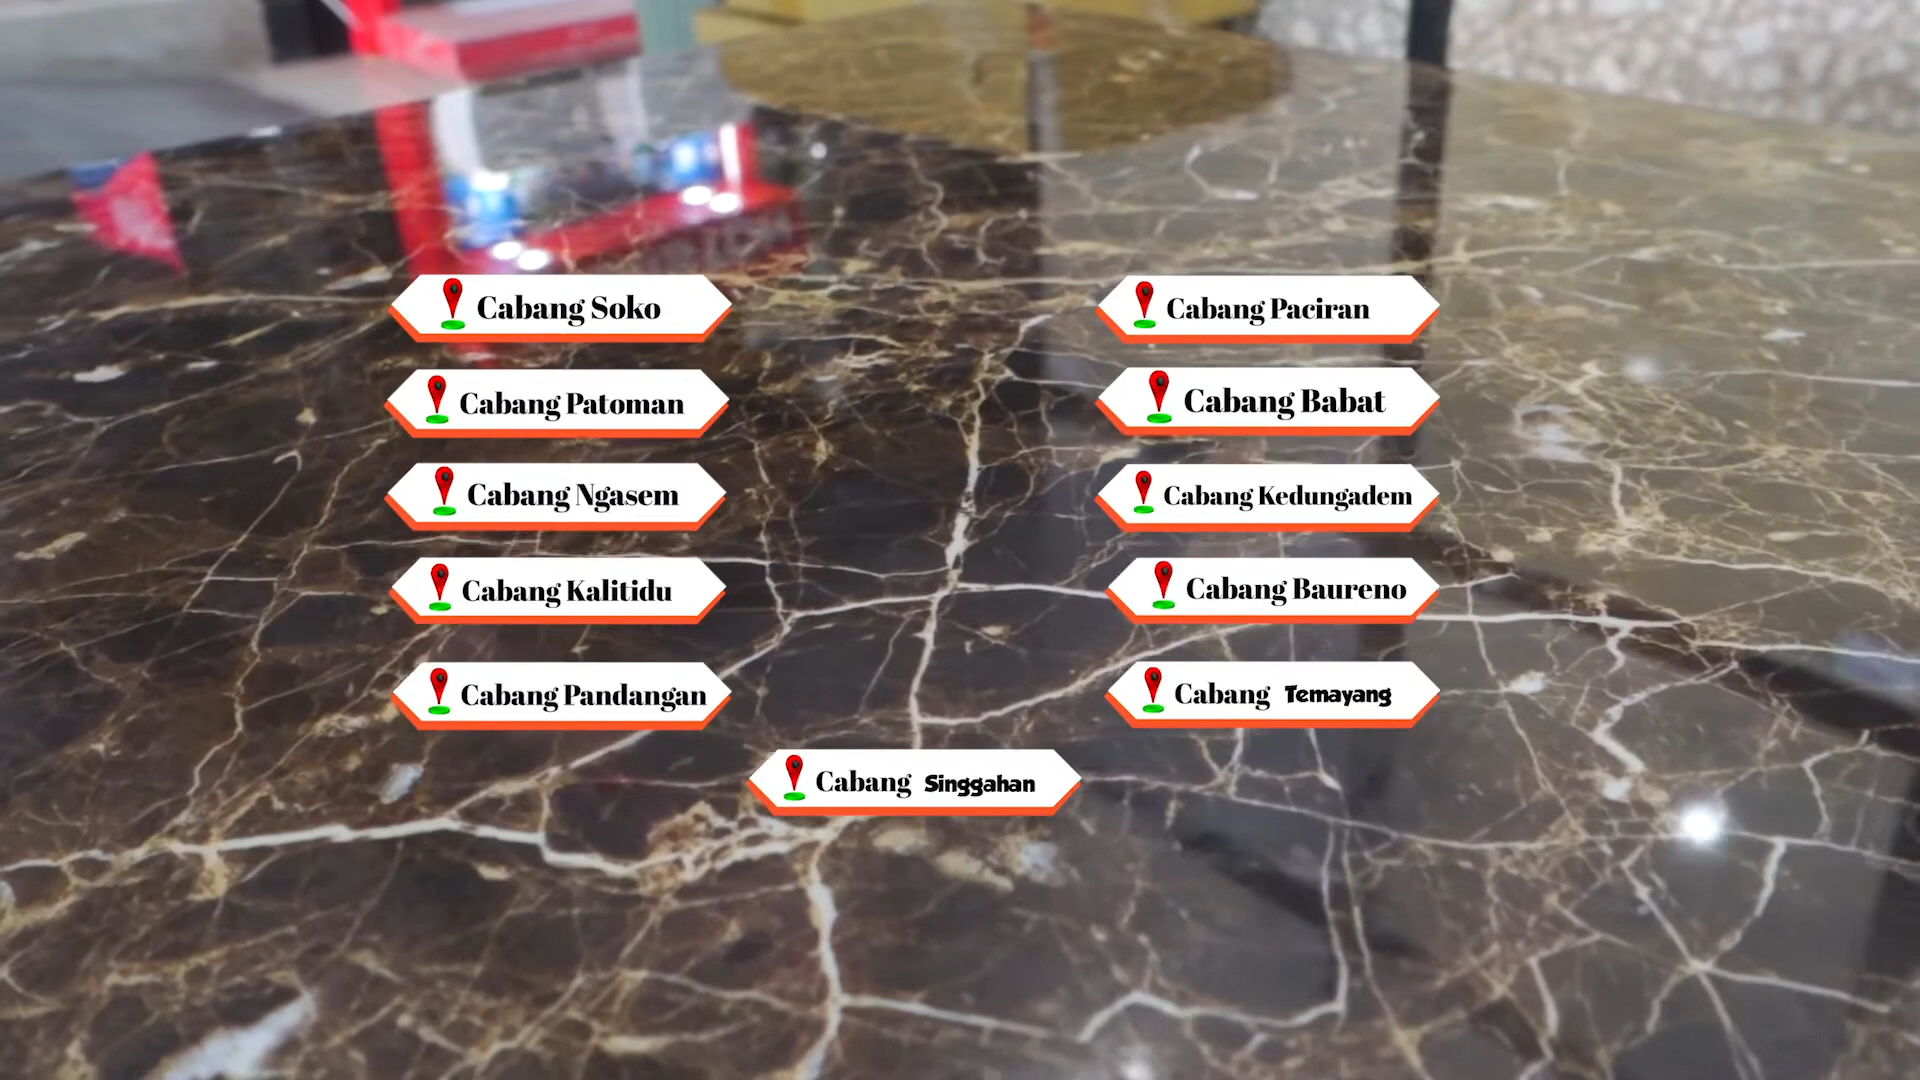 Cabang Soko
Cabang Patoman
Cabang Ngasem
Cabang Kalitidu
Cabang Pandangan
Cabang Paciran
Cabang Babat
Cabang Kedungadem
Cabang Baureno
Cabang Temayang
Cabang Singgahan